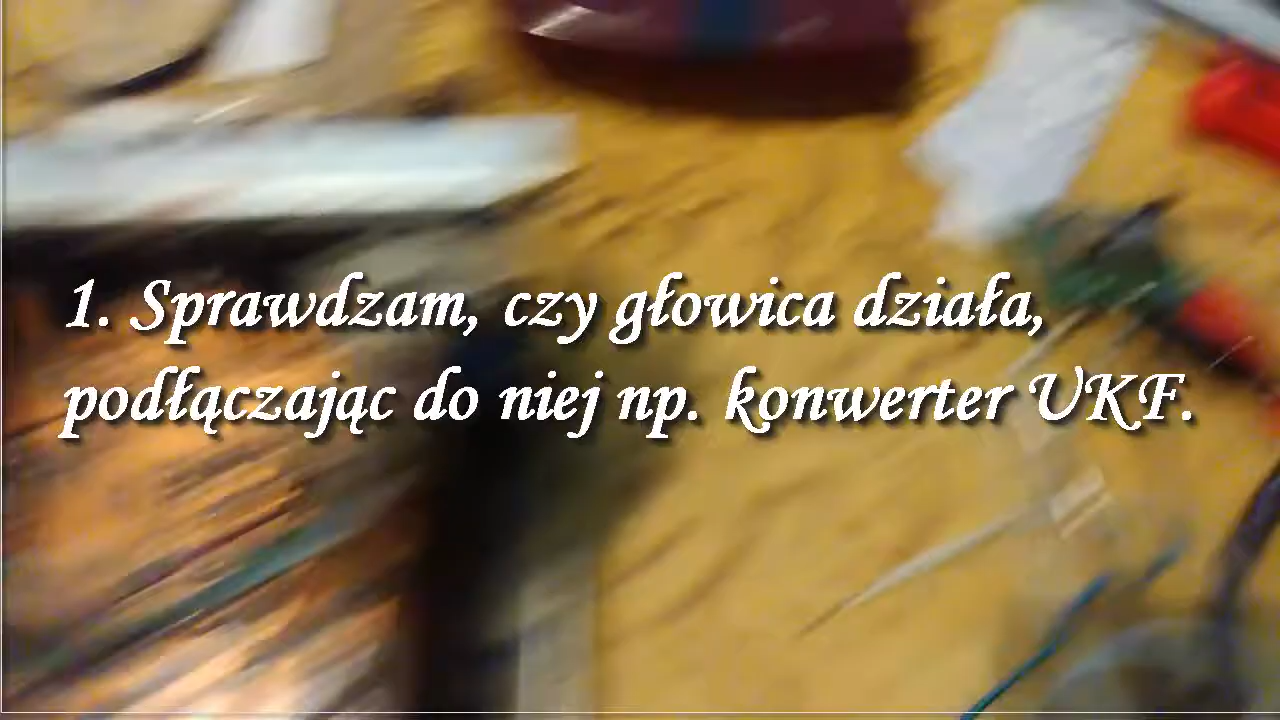 1. Sprawdzam, czy głowica działa,
podłączając do niej np. konwerter UKF.